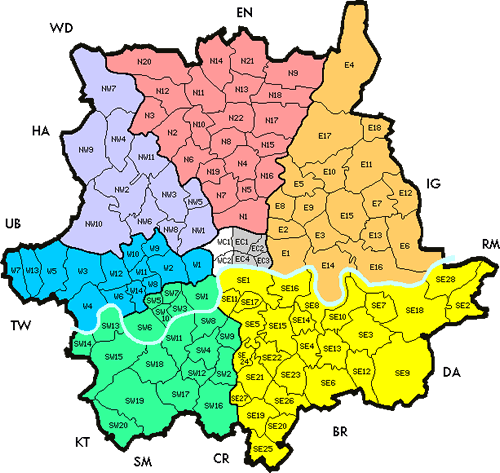 EN
WD
N20 N14 N21 E4
N9
NW7 N12 N11 N13 N18
HA N3 N10 N22 N17 E17 E18
NW4 N2 N8 N15 E11
NW9 NW11 N6 N4 N16 E10
NW2 NW3 N19 N5 E5 E12 IG
N7 E9 E7
NW10 NW6 NW5 N1 E8 E15
NW8 NW1 E2 E3 E13 E6
UB W10 W9 WC1 EC1 EC2 RM
W7 W13 W5 W3 W12 W11 W2 W1 WC2 EC4 EC3 E1 E14 E16
W14 W8 SE1 SE16 SE28
W4 W6 SW7 SW1 SE11 SE17 SE8 SE7 SE18 SE2
TW SW5 SW3
SW10
SW14 SW13 SW6 SW8 SE5 SE15 SE14 SE10 SE3
SW15 SW11 SW4 SW9 SE24 SE22 SE4 SE13
SW18 SW12 SW2 SE21 SE23 SE6 SE12 SE9 DA
SW19 SW17 SW16 SE27 SE26
SE19 SE20
KT SW20 SE25 BR
SM CR